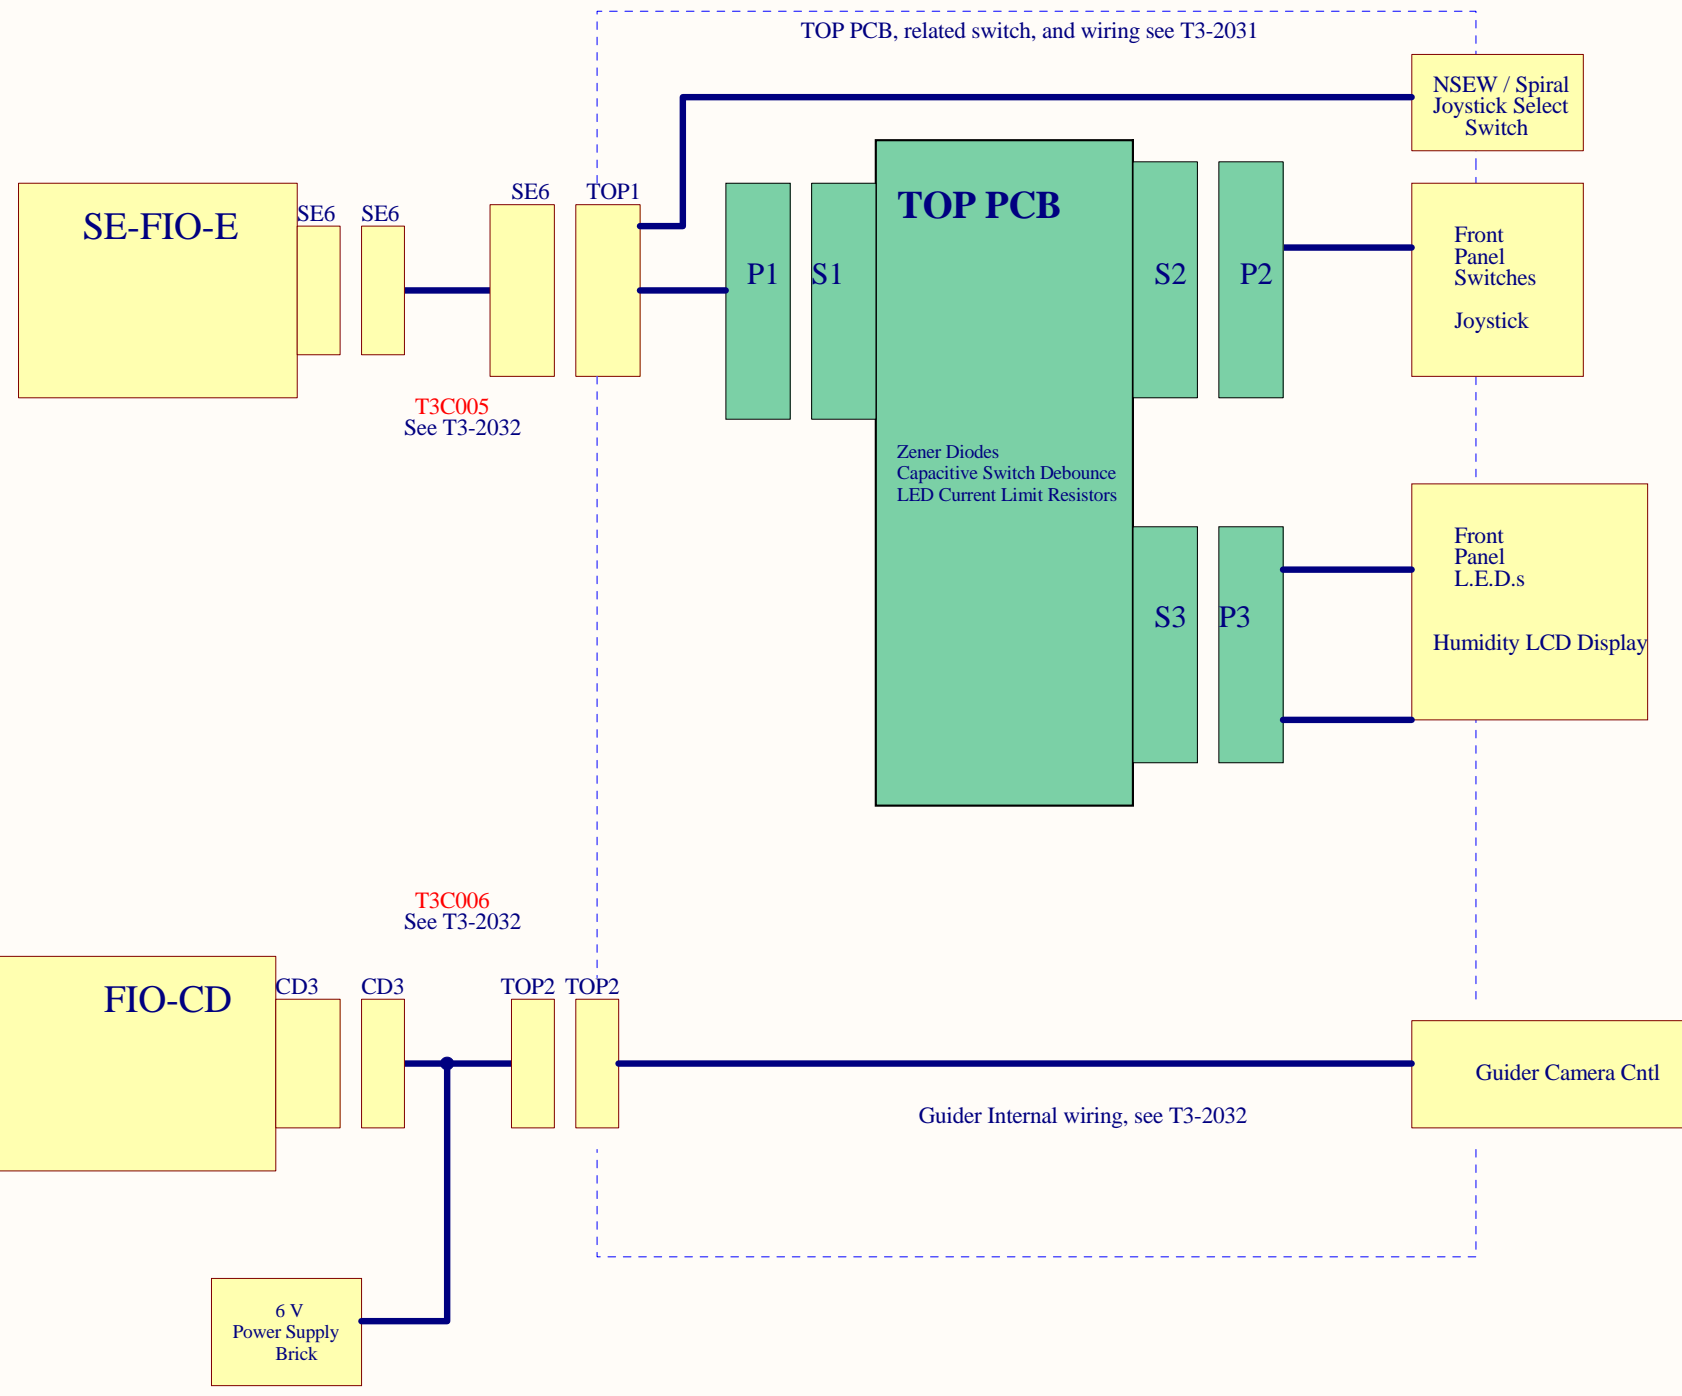 TOP PCB, related switch, and wiring see T3-2031
NSEW / Spiral
Joystick Select
Switch
SE-FIO-E
SE6
SE6
SE6
TOP1
P1
S1
TOP PCB
S2
P2
Front
Panel
Switches
Joystick
T3C005
See T3-2032
Zener Diodes
Capacitive Switch Debounce
LED Current Limit Resistors
S3
P3
Front
Panel
L.E.D.s
Humidity LCD Display
T3C006
See T3-2032
FIO-CD
CD3
CD3
TOP2
TOP2
Guider Camera Cntl
Guider Internal wiring, see T3-2032
6 V
Power Supply
Brick